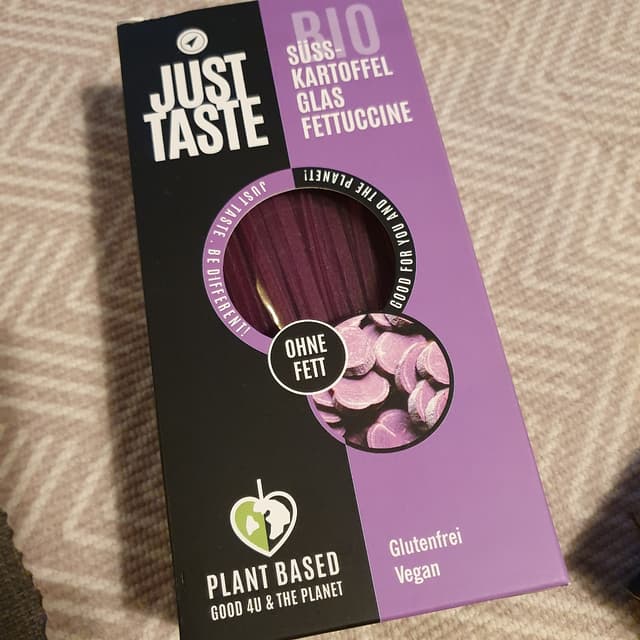 JUST
TASTE
BIO
SÜSS-
KARTOFFEL
GLAS
FETTUCCINE
JUST TASTE . BE DIFFERENT!
GOOD FOR YOU AND THE PLANET!
OHNE
FETT
PLANT BASED
GOOD 4U & THE PLANET
Glutenfrei
Vegan